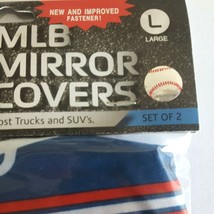 NEW AND IMPROVED
FASTENER!
L
LARGE
MLB
MIRROR
COVERS
ost Trucks and SUV's.
SET OF 2